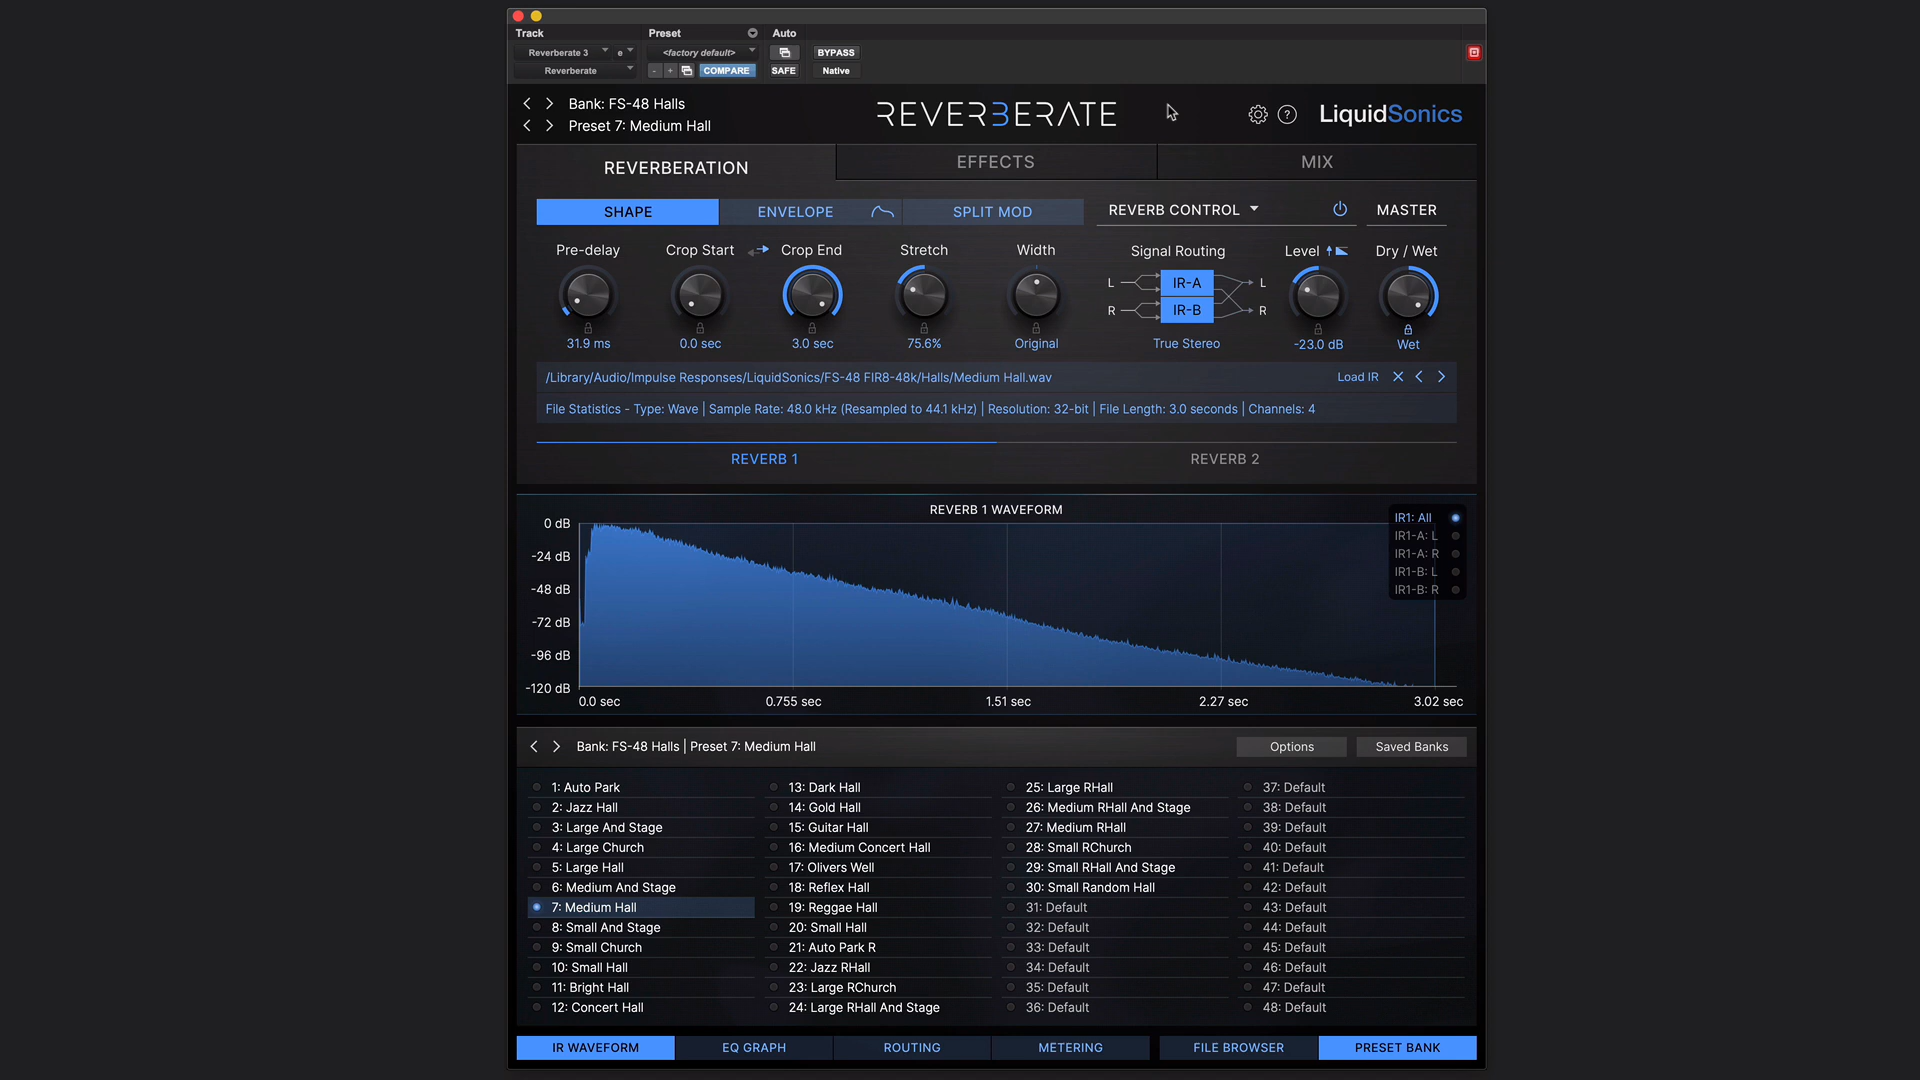 Track
Preset
Auto
Reverberate 3
e
<factory default>
BYPASS
Reverberate
-
+
COMPARE
SAFE
Native
Bank: FS-48 Halls
Preset 7: Medium Hall
REVERBERATE
?
LiquidSonics
REVERBERATION
EFFECTS
MIX
SHAPE
ENVELOPE
SPLIT MOD
REVERB CONTROL
MASTER
Pre-delay
Crop Start
Crop End
Stretch
Width
Signal Routing
Level
Dry / Wet
L
IR-A
L
R
IR-B
R
31.9 ms
0.0 sec
3.0 sec
75.6%
Original
True Stereo
-23.0 dB
Wet
/Library/Audio/Impulse Responses/LiquidSonics/FS-48 FIR8-48k/Halls/Medium Hall.wav
Load IR
File Statistics - Type: Wave | Sample Rate: 48.0 kHz (Resampled to 44.1 kHz) | Resolution: 32-bit | File Length: 3.0 seconds | Channels: 4
REVERB 1
REVERB 2
REVERB 1 WAVEFORM
IR1: All
IR1-A: L
IR1-A: R
IR1-B: L
IR1-B: R
0 dB
-24 dB
-48 dB
-72 dB
-96 dB
-120 dB
0.0 sec
0.755 sec
1.51 sec
2.27 sec
3.02 sec
Bank: FS-48 Halls | Preset 7: Medium Hall
Options
Saved Banks
1: Auto Park
2: Jazz Hall
3: Large And Stage
4: Large Church
5: Large Hall
6: Medium And Stage
7: Medium Hall
8: Small And Stage
9: Small Church
10: Small Hall
11: Bright Hall
12: Concert Hall
13: Dark Hall
14: Gold Hall
15: Guitar Hall
16: Medium Concert Hall
17: Olivers Well
18: Reflex Hall
19: Reggae Hall
20: Small Hall
21: Auto Park R
22: Jazz RHall
23: Large RChurch
24: Large RHall And Stage
25: Large RHall
26: Medium RHall And Stage
27: Medium RHall
28: Small RChurch
29: Small RHall And Stage
30: Small Random Hall
31: Default
32: Default
33: Default
34: Default
35: Default
36: Default
37: Default
38: Default
39: Default
40: Default
41: Default
42: Default
43: Default
44: Default
45: Default
46: Default
47: Default
48: Default
IR WAVEFORM
EQ GRAPH
ROUTING
METERING
FILE BROWSER
PRESET BANK